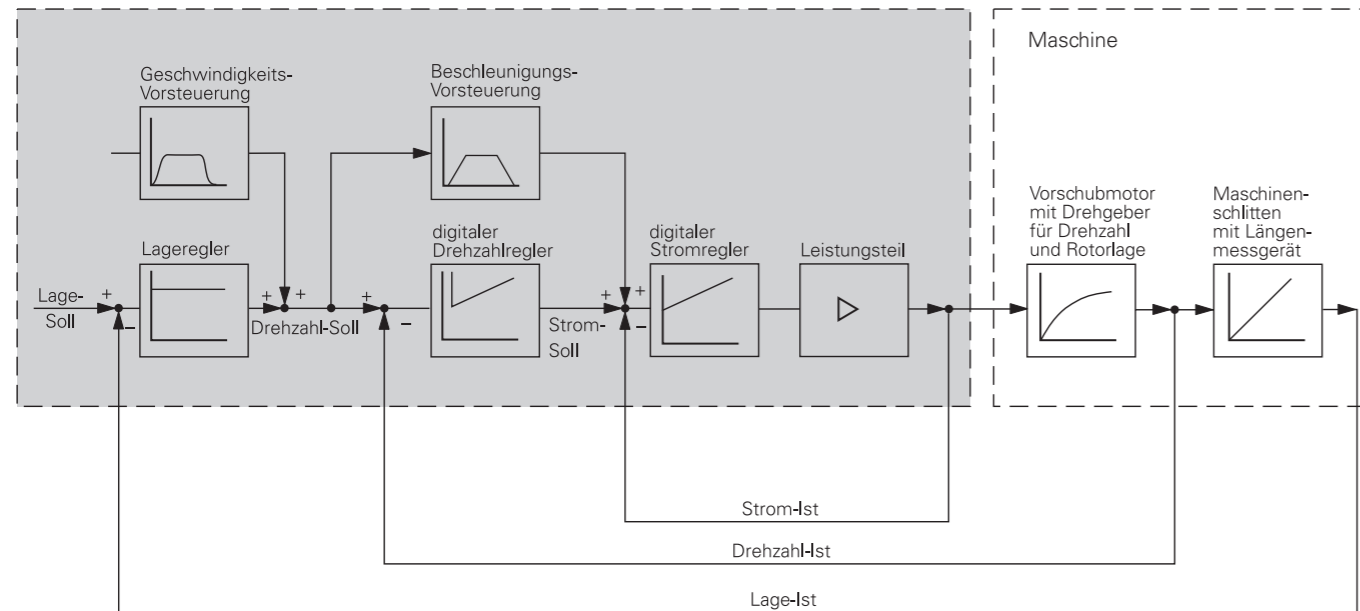 Maschine
Geschwindigkeits-
Vorsteuerung
Beschleunigungs-
Vorsteuerung
Lageregler
digitaler
Drehzahlregler
digitaler
Stromregler
Leistungsteil
Vorschubmotor
mit Drehgeber
für Drehzahl
und Rotorlage
Maschinen-
schlitten
mit Längen-
messgerät
Lage-
Soll
+
–
+
+
Drehzahl-Soll
+
–
Strom-
Soll
+
+
–
Strom-Ist
Drehzahl-Ist
Lage-Ist